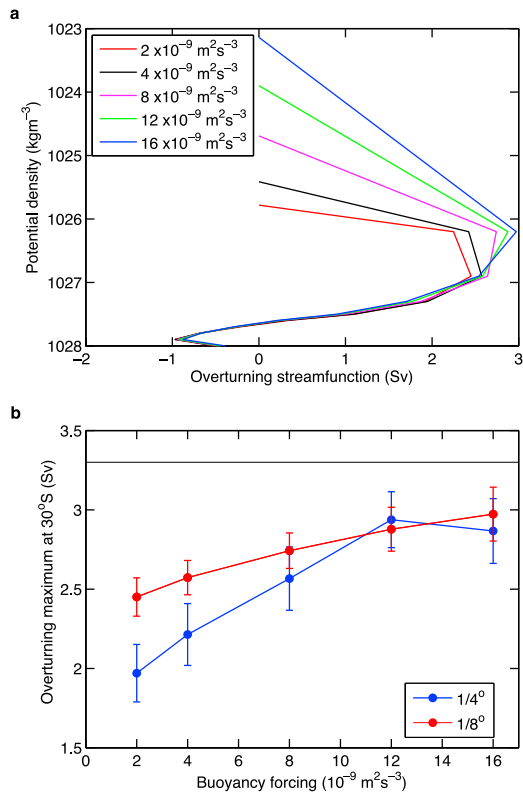 a
1023
1024
1025
1026
1027
1028
Potential density (kgm⁻³)
2 x10⁻⁹ m²s⁻³
4 x10⁻⁹ m²s⁻³
8 x10⁻⁹ m²s⁻³
12 x10⁻⁹ m²s⁻³
16 x10⁻⁹ m²s⁻³
−2 −1 0 1 2 3
Overturning streamfunction (Sv)
b
3.5
3
2.5
2
1.5
Overturning maximum at 30°S (Sv)
1/4°
1/8°
0 2 4 6 8 10 12 14 16
Buoyancy forcing (10⁻⁹ m²s⁻³)